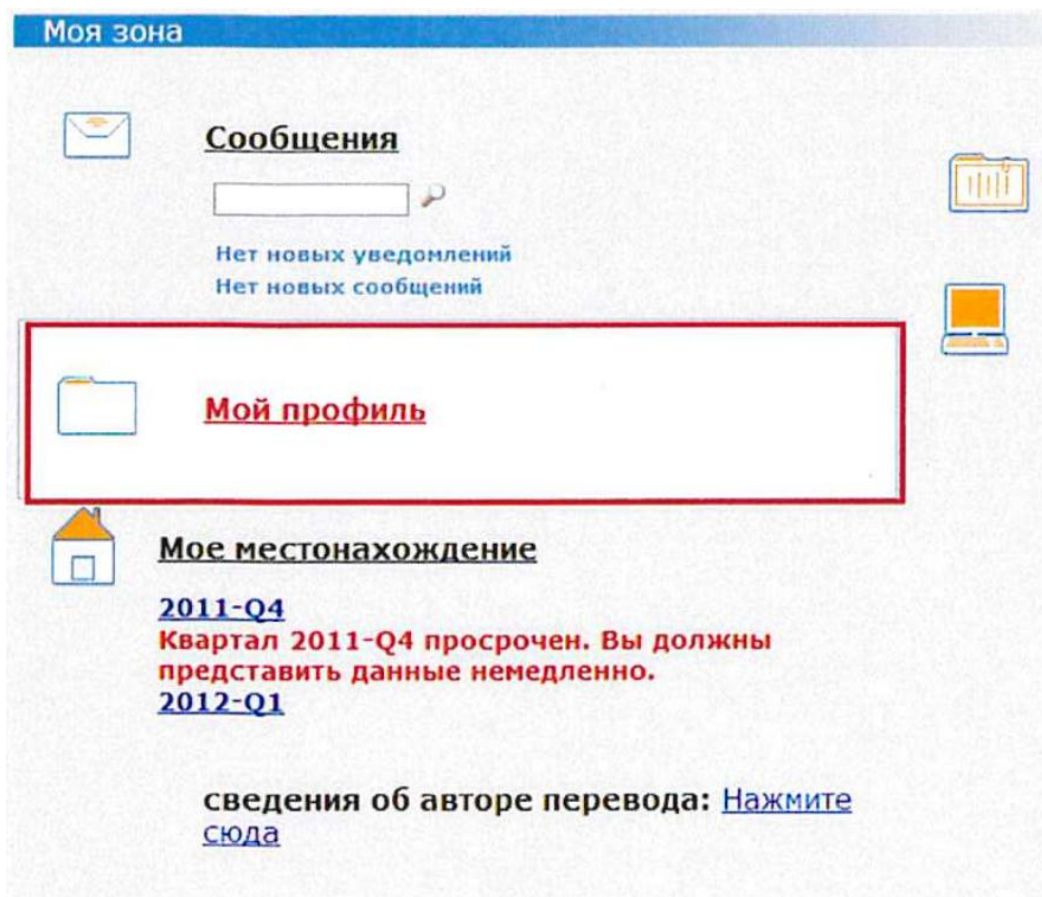 Моя зона
Сообщения
Нет новых уведомлений
Нет новых сообщений
Мой профиль
Мое местонахождение
2011-Q4
Квартал 2011-Q4 просрочен. Вы должны
представить данные немедленно.
2012-Q1
сведения об авторе перевода: Нажмите
сюда